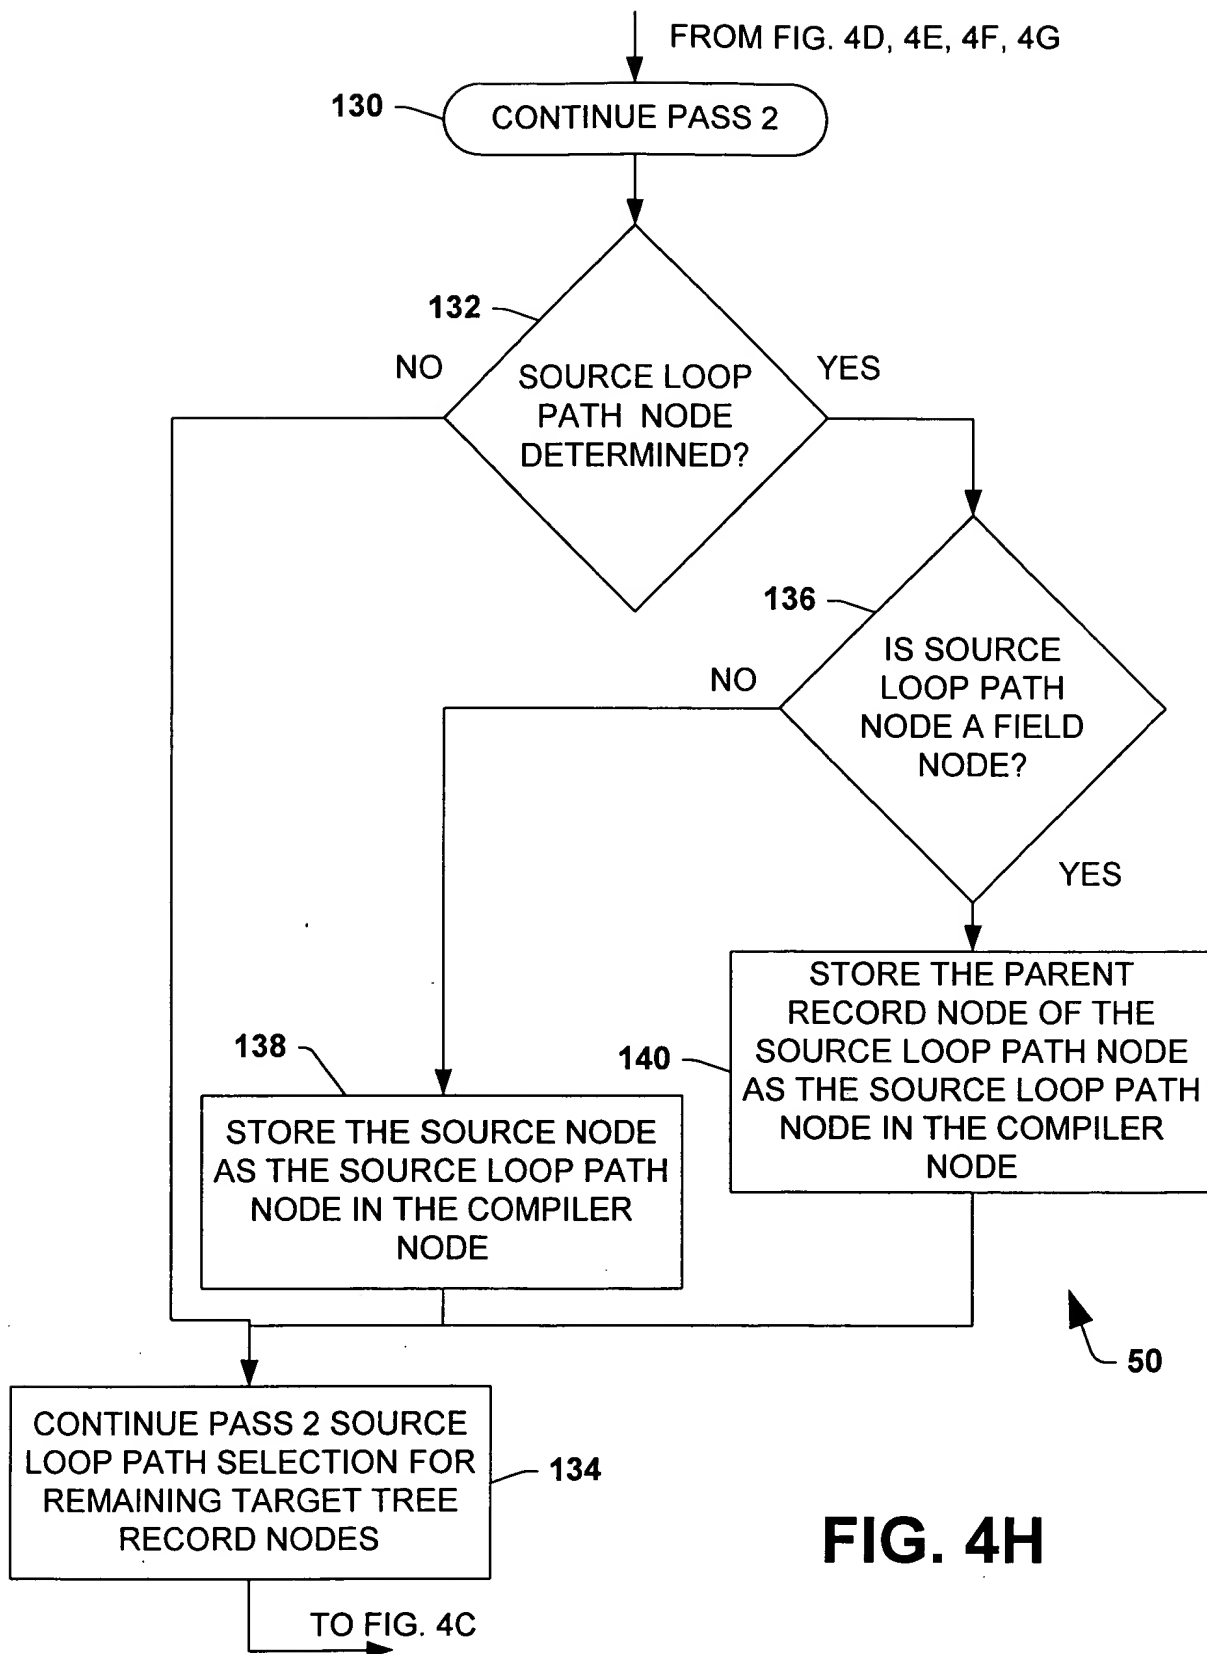 FROM FIG. 4D, 4E, 4F, 4G
130
CONTINUE PASS 2
132
NO
YES
SOURCE LOOP
PATH NODE
DETERMINED?
136
NO
IS SOURCE
LOOP PATH
NODE A FIELD
NODE?
YES
138
STORE THE SOURCE NODE
AS THE SOURCE LOOP PATH
NODE IN THE COMPILER
NODE
140
STORE THE PARENT
RECORD NODE OF THE
SOURCE LOOP PATH NODE
AS THE SOURCE LOOP PATH
NODE IN THE COMPILER
NODE
50
CONTINUE PASS 2 SOURCE
LOOP PATH SELECTION FOR
REMAINING TARGET TREE
RECORD NODES
134
FIG. 4H
TO FIG. 4C